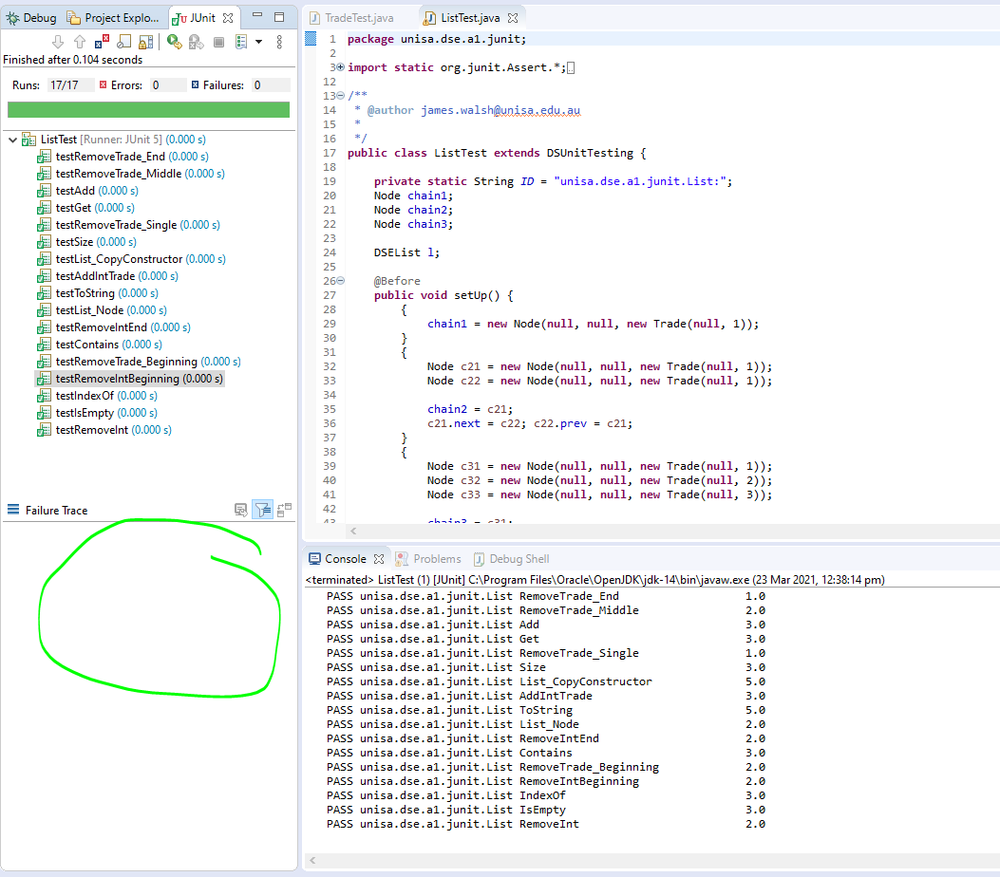 Debug Project Explo... JUnit
Finished after 0.104 seconds
Runs: 17/17 Errors: 0 Failures: 0
ListTest [Runner: JUnit 5] (0.000 s)
testRemoveTrade_End (0.000 s)
testRemoveTrade_Middle (0.000 s)
testAdd (0.000 s)
testGet (0.000 s)
testRemoveTrade_Single (0.000 s)
testSize (0.000 s)
testList_CopyConstructor (0.000 s)
testAddIntTrade (0.000 s)
testToString (0.000 s)
testList_Node (0.000 s)
testRemoveIntEnd (0.000 s)
testContains (0.000 s)
testRemoveTrade_Beginning (0.000 s)
testRemoveIntBeginning (0.000 s)
testIndexOf (0.000 s)
testIsEmpty (0.000 s)
testRemoveInt (0.000 s)
Failure Trace
TradeTest.java ListTest.java
1 package unisa.dse.a1.junit;
2
3 import static org.junit.Assert.*;
12
13 /**
14 * @author james.walsh@unisa.edu.au
15 *
16 */
17 public class ListTest extends DSUnitTesting {
18
19 private static String ID = "unisa.dse.a1.junit.List:";
20 Node chain1;
21 Node chain2;
22 Node chain3;
23
24 DSEList l;
25
26 @Before
27 public void setUp() {
28 {
29 chain1 = new Node(null, null, new Trade(null, 1));
30 }
31 {
32 Node c21 = new Node(null, null, new Trade(null, 1));
33 Node c22 = new Node(null, null, new Trade(null, 1));
34
35 chain2 = c21;
36 c21.next = c22; c22.prev = c21;
37 }
38 {
39 Node c31 = new Node(null, null, new Trade(null, 1));
40 Node c32 = new Node(null, null, new Trade(null, 2));
41 Node c33 = new Node(null, null, new Trade(null, 3));
42
43 chain3 = c31;
Console Problems Debug Shell
<terminated> ListTest (1) [JUnit] C:\Program Files\Oracle\OpenJDK\jdk-14\bin\javaw.exe (23 Mar 2021, 12:38:14 pm)
PASS unisa.dse.a1.junit.List RemoveTrade_End 1.0
PASS unisa.dse.a1.junit.List RemoveTrade_Middle 2.0
PASS unisa.dse.a1.junit.List Add 3.0
PASS unisa.dse.a1.junit.List Get 3.0
PASS unisa.dse.a1.junit.List RemoveTrade_Single 1.0
PASS unisa.dse.a1.junit.List Size 3.0
PASS unisa.dse.a1.junit.List List_CopyConstructor 5.0
PASS unisa.dse.a1.junit.List AddIntTrade 3.0
PASS unisa.dse.a1.junit.List ToString 5.0
PASS unisa.dse.a1.junit.List List_Node 2.0
PASS unisa.dse.a1.junit.List RemoveIntEnd 2.0
PASS unisa.dse.a1.junit.List Contains 3.0
PASS unisa.dse.a1.junit.List RemoveTrade_Beginning 2.0
PASS unisa.dse.a1.junit.List RemoveIntBeginning 2.0
PASS unisa.dse.a1.junit.List IndexOf 3.0
PASS unisa.dse.a1.junit.List IsEmpty 3.0
PASS unisa.dse.a1.junit.List RemoveInt 2.0